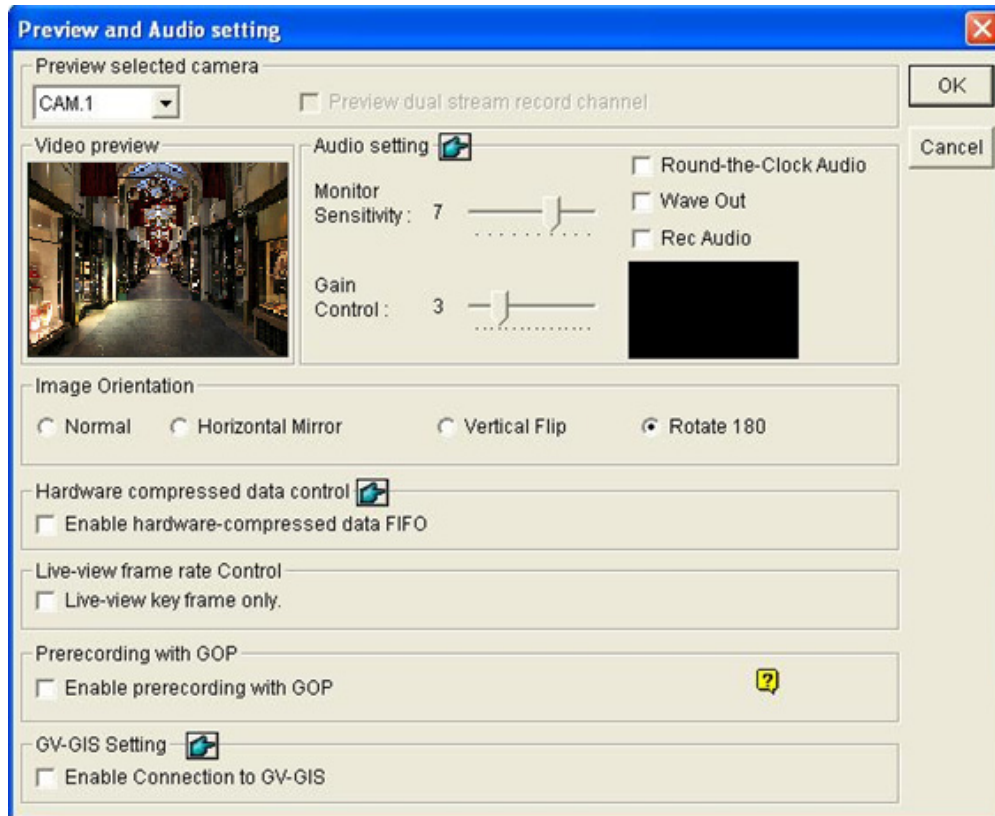 Preview and Audio setting
Preview selected camera
CAM.1
Preview dual stream record channel
OK
Cancel
Video preview
Audio setting
Monitor
Sensitivity : 7
Gain
Control : 3
Round-the-Clock Audio
Wave Out
Rec Audio
Image Orientation
Normal
Horizontal Mirror
Vertical Flip
Rotate 180
Hardware compressed data control
Enable hardware-compressed data FIFO
Live-view frame rate Control
Live-view key frame only.
Prerecording with GOP
Enable prerecording with GOP
?
GV-GIS Setting
Enable Connection to GV-GIS